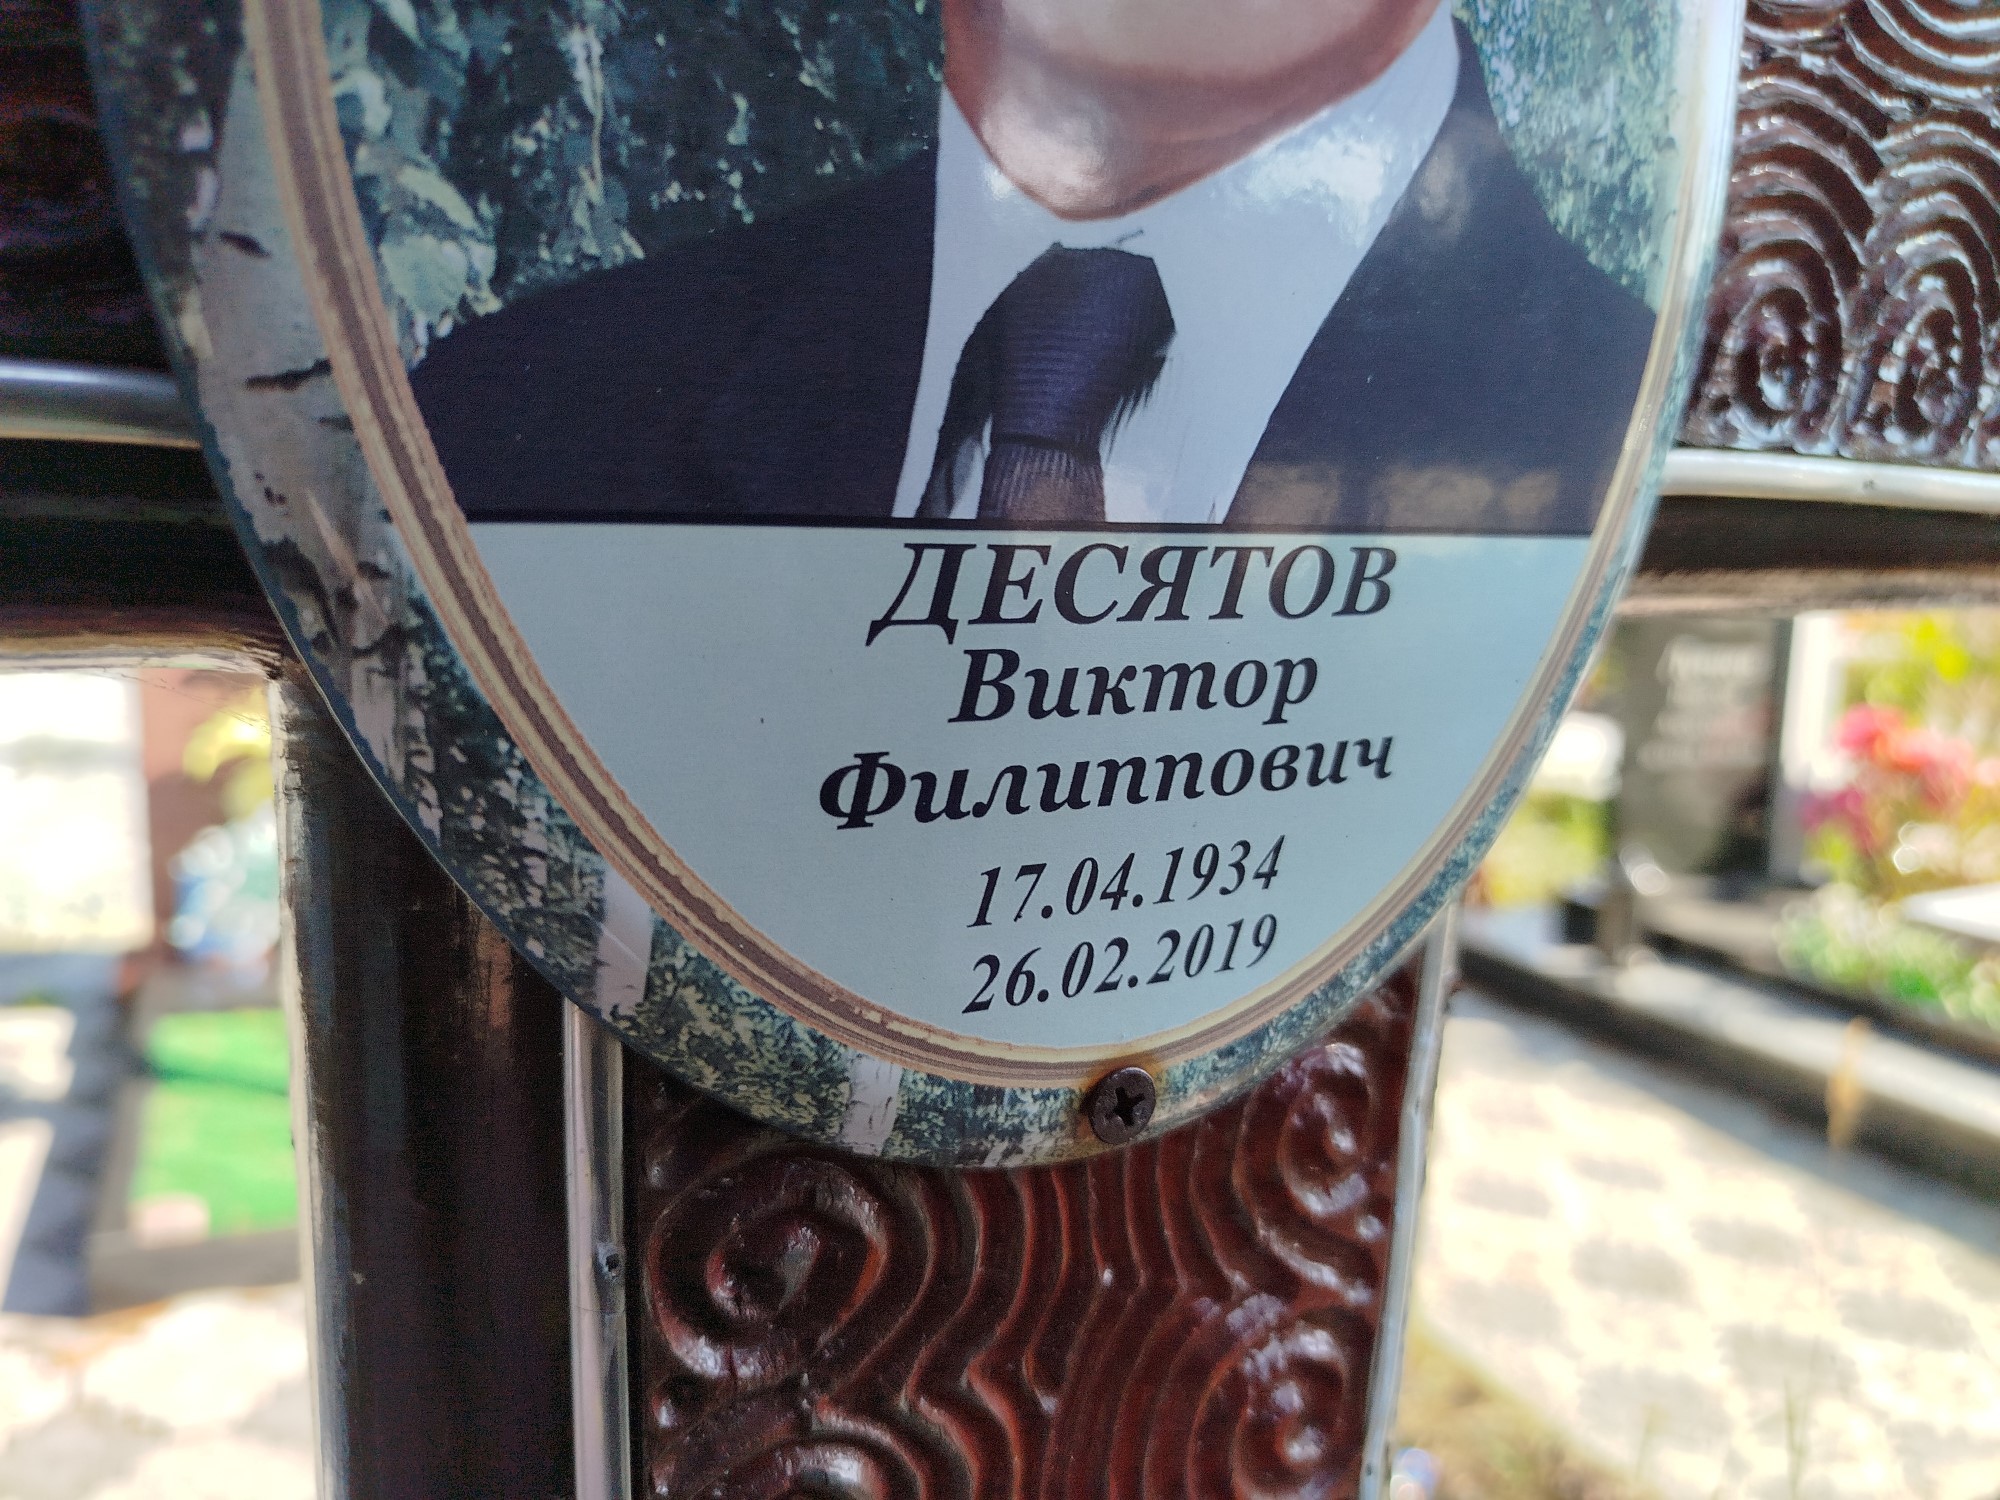 ДЕСЯТОВ
Виктор
Филиппович
17.04.1934
26.02.2019